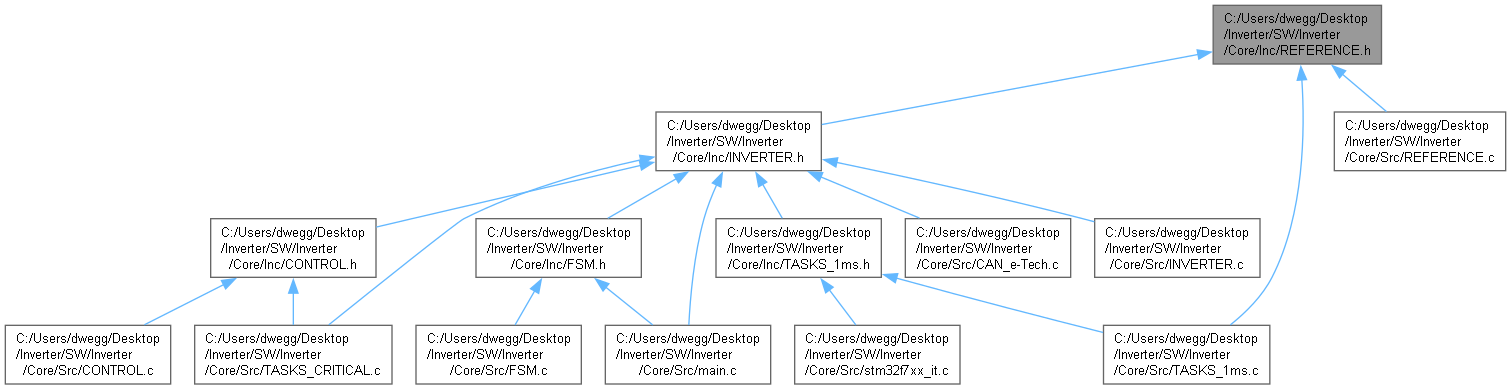 C:/Users/dwegg/Desktop
/Inverter/SW/Inverter
/Core/Inc/REFERENCE.h
C:/Users/dwegg/Desktop
/Inverter/SW/Inverter
/Core/Inc/INVERTER.h
C:/Users/dwegg/Desktop
/Inverter/SW/Inverter
/Core/Src/REFERENCE.c
C:/Users/dwegg/Desktop
/Inverter/SW/Inverter
/Core/Inc/CONTROL.h
C:/Users/dwegg/Desktop
/Inverter/SW/Inverter
/Core/Inc/FSM.h
C:/Users/dwegg/Desktop
/Inverter/SW/Inverter
/Core/Inc/TASKS_1ms.h
C:/Users/dwegg/Desktop
/Inverter/SW/Inverter
/Core/Src/CAN_e-Tech.c
C:/Users/dwegg/Desktop
/Inverter/SW/Inverter
/Core/Src/INVERTER.c
C:/Users/dwegg/Desktop
/Inverter/SW/Inverter
/Core/Src/CONTROL.c
C:/Users/dwegg/Desktop
/Inverter/SW/Inverter
/Core/Src/TASKS_CRITICAL.c
C:/Users/dwegg/Desktop
/Inverter/SW/Inverter
/Core/Src/FSM.c
C:/Users/dwegg/Desktop
/Inverter/SW/Inverter
/Core/Src/main.c
C:/Users/dwegg/Desktop
/Inverter/SW/Inverter
/Core/Src/stm32f7xx_it.c
C:/Users/dwegg/Desktop
/Inverter/SW/Inverter
/Core/Src/TASKS_1ms.c